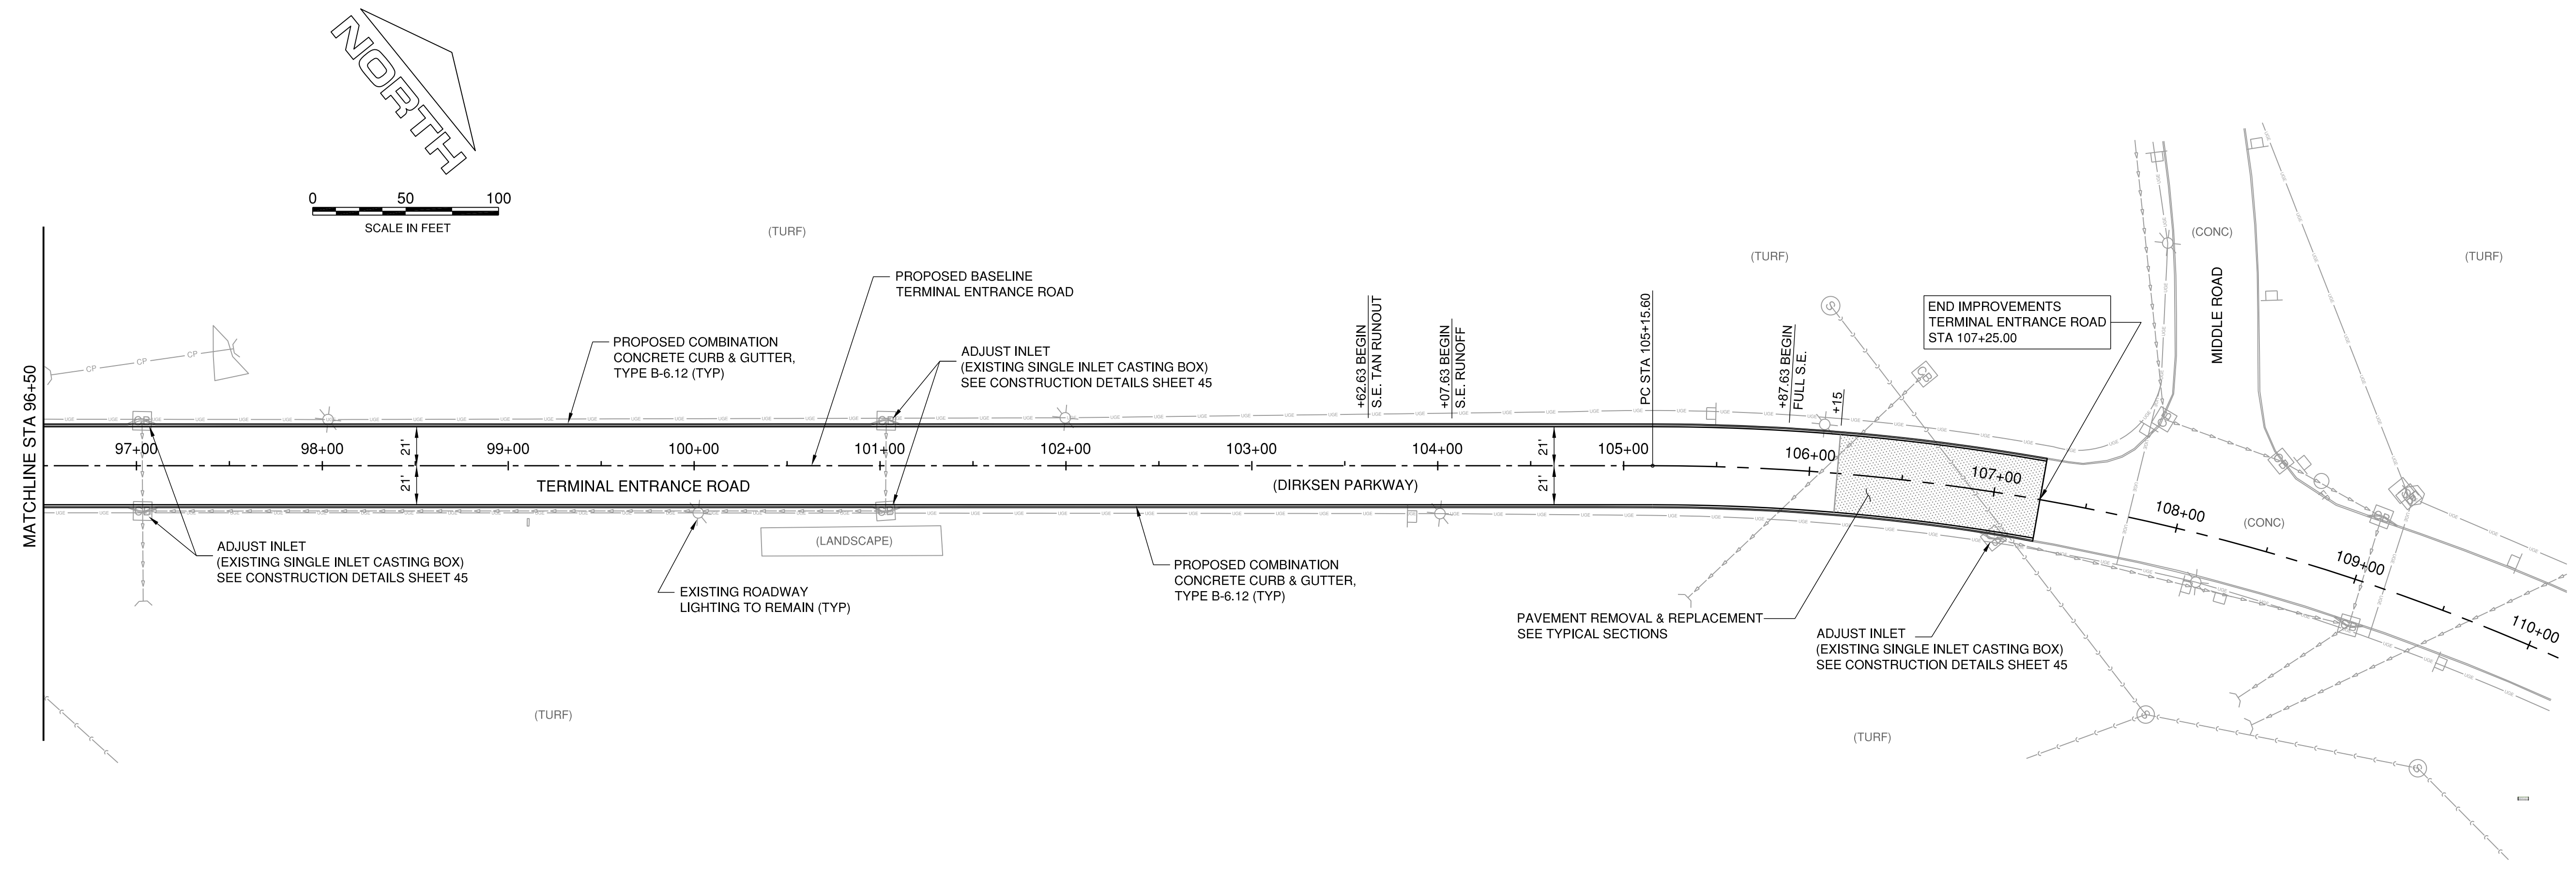 NORTH
0 50 100
SCALE IN FEET
(TURF)
(TURF)
(TURF)
(CONC)
MIDDLE ROAD
MATCHLINE STA 96+50
PROPOSED BASELINE
TERMINAL ENTRANCE ROAD
PROPOSED COMBINATION
CONCRETE CURB & GUTTER,
TYPE B-6.12 (TYP)
ADJUST INLET
(EXISTING SINGLE INLET CASTING BOX)
SEE CONSTRUCTION DETAILS SHEET 45
+62.63 BEGIN
S.E. TAN RUNOUT
+07.63 BEGIN
S.E. RUNOFF
PC STA 105+15.60
+87.63 BEGIN
FULL S.E.
+15
END IMPROVEMENTS
TERMINAL ENTRANCE ROAD
STA 107+25.00
CP CP
S
CB
97+00 98+00 99+00 100+00 101+00 102+00 103+00 104+00 105+00 106+00 107+00 108+00 109+00 110+00
21'
21'
21'
21'
TERMINAL ENTRANCE ROAD
(DIRKSEN PARKWAY)
(CONC)
(LANDSCAPE)
ADJUST INLET
(EXISTING SINGLE INLET CASTING BOX)
SEE CONSTRUCTION DETAILS SHEET 45
EXISTING ROADWAY
LIGHTING TO REMAIN (TYP)
PROPOSED COMBINATION
CONCRETE CURB & GUTTER,
TYPE B-6.12 (TYP)
PAVEMENT REMOVAL & REPLACEMENT
SEE TYPICAL SECTIONS
ADJUST INLET
(EXISTING SINGLE INLET CASTING BOX)
SEE CONSTRUCTION DETAILS SHEET 45
(TURF)
(TURF)
S
S